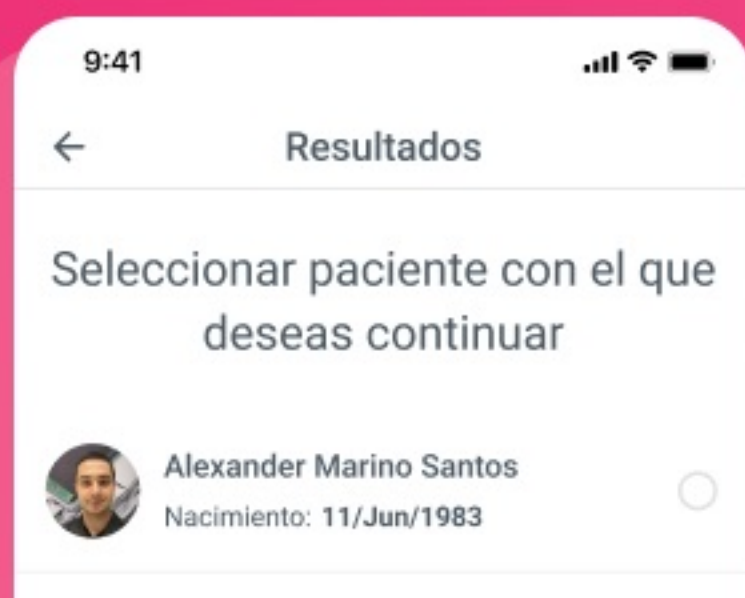 9:41
Resultados
Seleccionar paciente con el que
deseas continuar
Alexander Marino Santos
Nacimiento: 11/Jun/1983